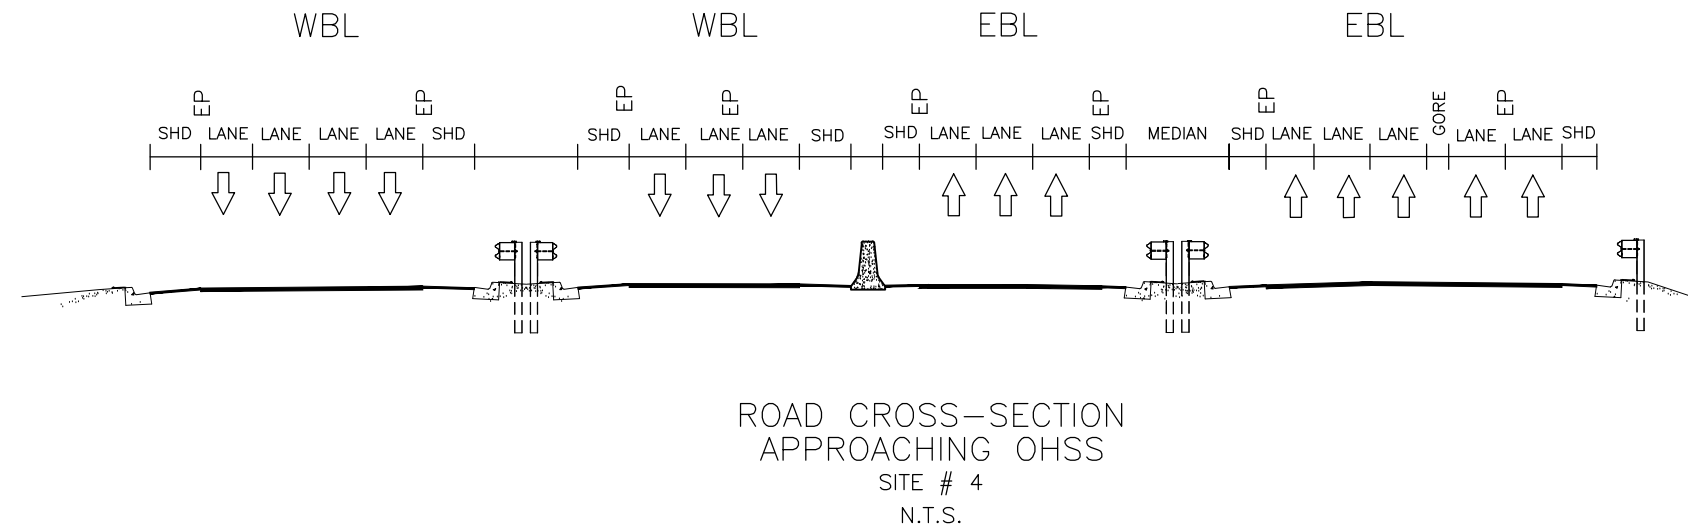 WBL WBL EBL EBL
EP EP EP EP EP EP EP GORE EP
SHD LANE LANE LANE LANE SHD SHD LANE LANE LANE SHD SHD LANE LANE LANE SHD MEDIAN SHD LANE LANE LANE LANE LANE SHD
ROAD CROSS-SECTION
APPROACHING OHSS
SITE # 4
N.T.S.